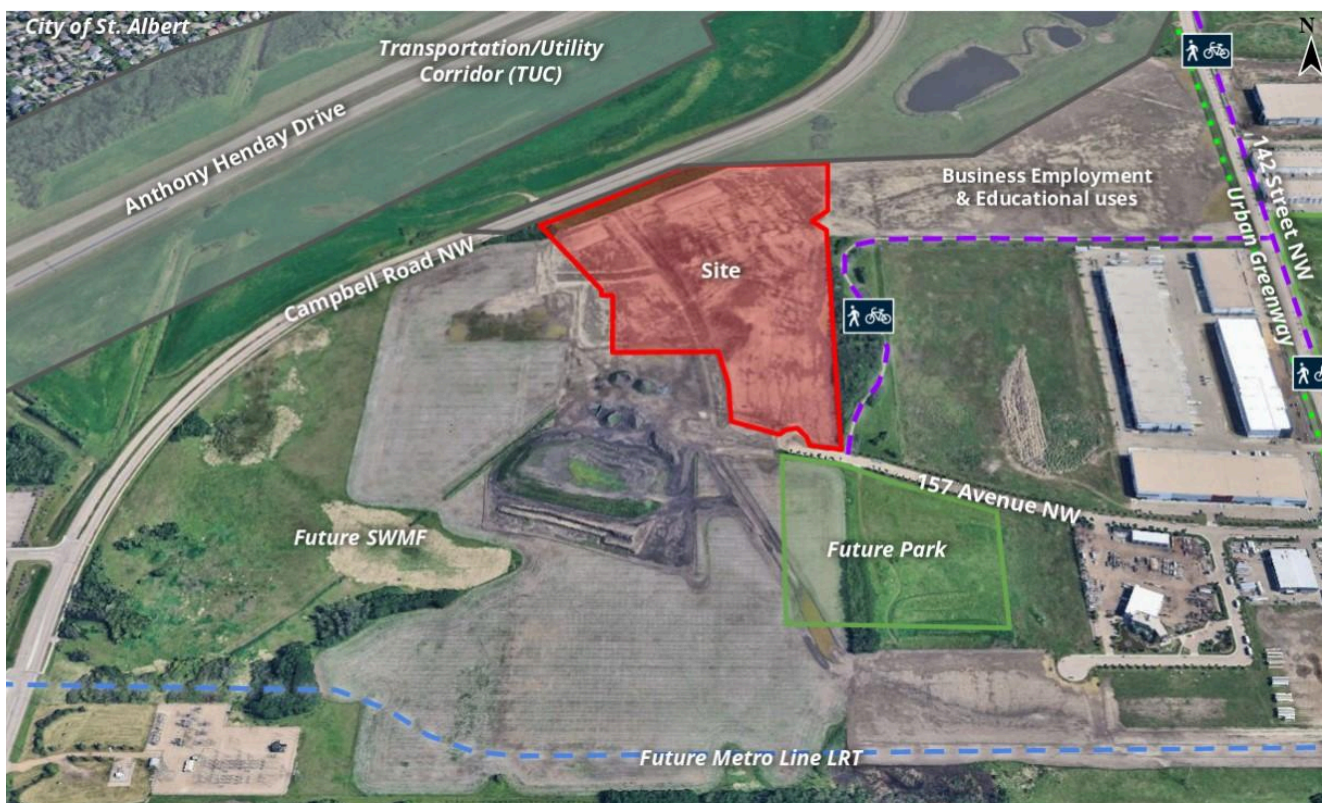 City of St. Albert
N
Transportation/Utility
Corridor (TUC)
Anthony Henday Drive
142 Street NW
Business Employment
& Educational uses
Urban Greenway
Campbell Road NW
Site
157 Avenue NW
Future SWMF
Future Park
Future Metro Line LRT